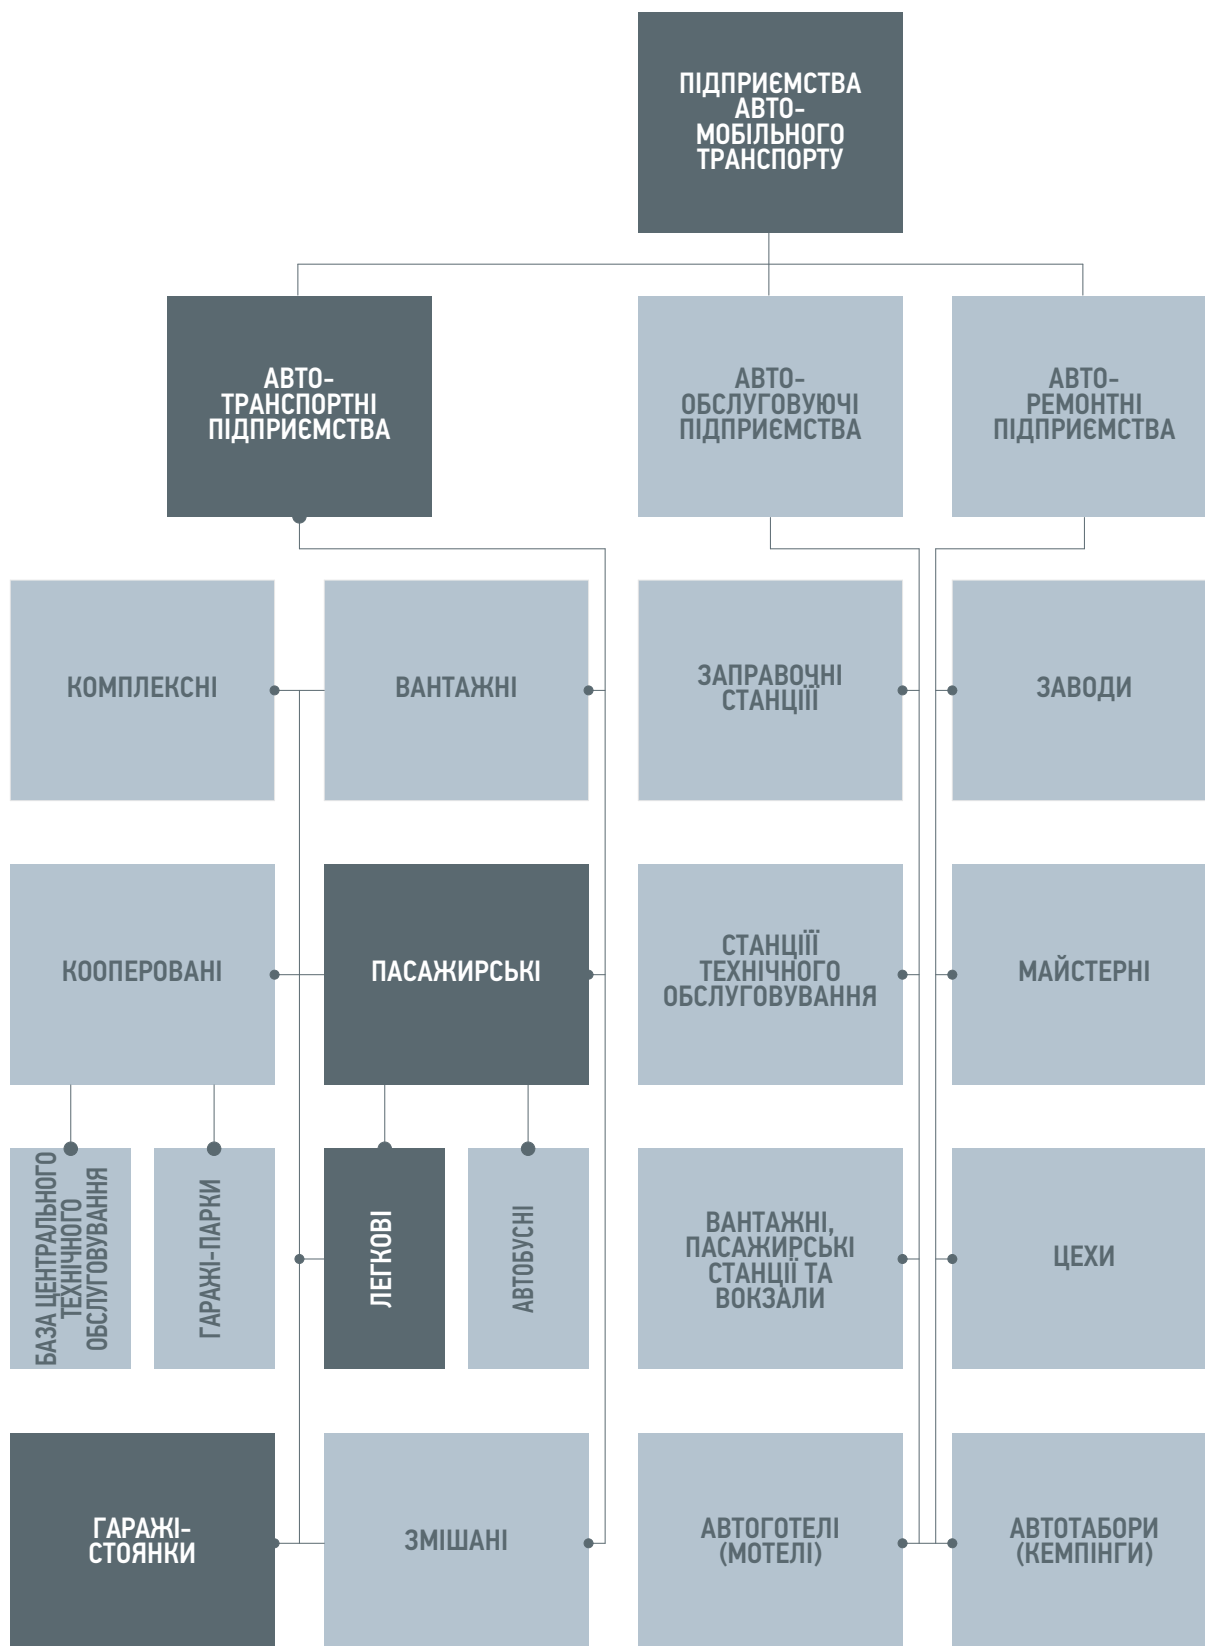 ПІДПРИЄМСТВА
АВТО-
МОБІЛЬНОГО
ТРАНСПОРТУ
АВТО-
ТРАНСПОРТНІ
ПІДПРИЄМСТВА
АВТО-
ОБСЛУГОВУЮЧІ
ПІДПРИЄМСТВА
АВТО-
РЕМОНТНІ
ПІДПРИЄМСТВА
КОМПЛЕКСНІ
ВАНТАЖНІ
ЗАПРАВОЧНІ
СТАНЦІЇЇ
ЗАВОДИ
КООПЕРОВАНІ
ПАСАЖИРСЬКІ
СТАНЦІЇЇ
ТЕХНІЧНОГО
ОБСЛУГОВУВАННЯ
МАЙСТЕРНІ
БАЗА ЦЕНТРАЛЬНОГО
ТЕХНІЧНОГО
ОБСЛУГОВУВАННЯ
ГАРАЖІ-ПАРКИ
ЛЕГКОВІ
АВТОБУСНІ
ВАНТАЖНІ,
ПАСАЖИРСЬКІ
СТАНЦІЇ ТА
ВОКЗАЛИ
ЦЕХИ
ГАРАЖІ-
СТОЯНКИ
ЗМІШАНІ
АВТОГОТЕЛІ
(МОТЕЛІ)
АВТОТАБОРИ
(КЕМПІНГИ)